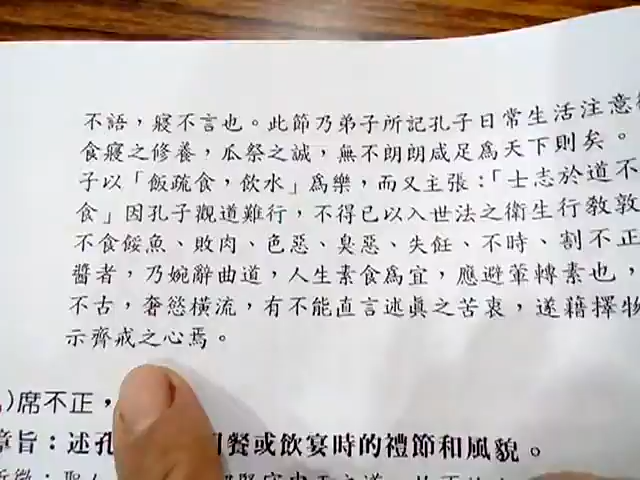 不語，寢不言也。此節乃弟子所記孔子日常生活注意
食寢之修養，瓜祭之誠，無不朗朗咸足為天下則矣。
子以「飯疏食，飲水」為樂，而又主張：「士志於道不
食」因孔子觀道難行，不得已以入世法之衛生行教敦
不食餒魚、敗肉、色惡、臭惡、失飪、不時、割不正
醬者，乃婉辭曲道，人生素食為宜，應避葷轉素也，
不古，奢慾橫流，有不能直言述真之苦衷，遂藉擇物
示齊戒之心焉。
)席不正，
章旨：述孔 餐或飲宴時的禮節和風貌。